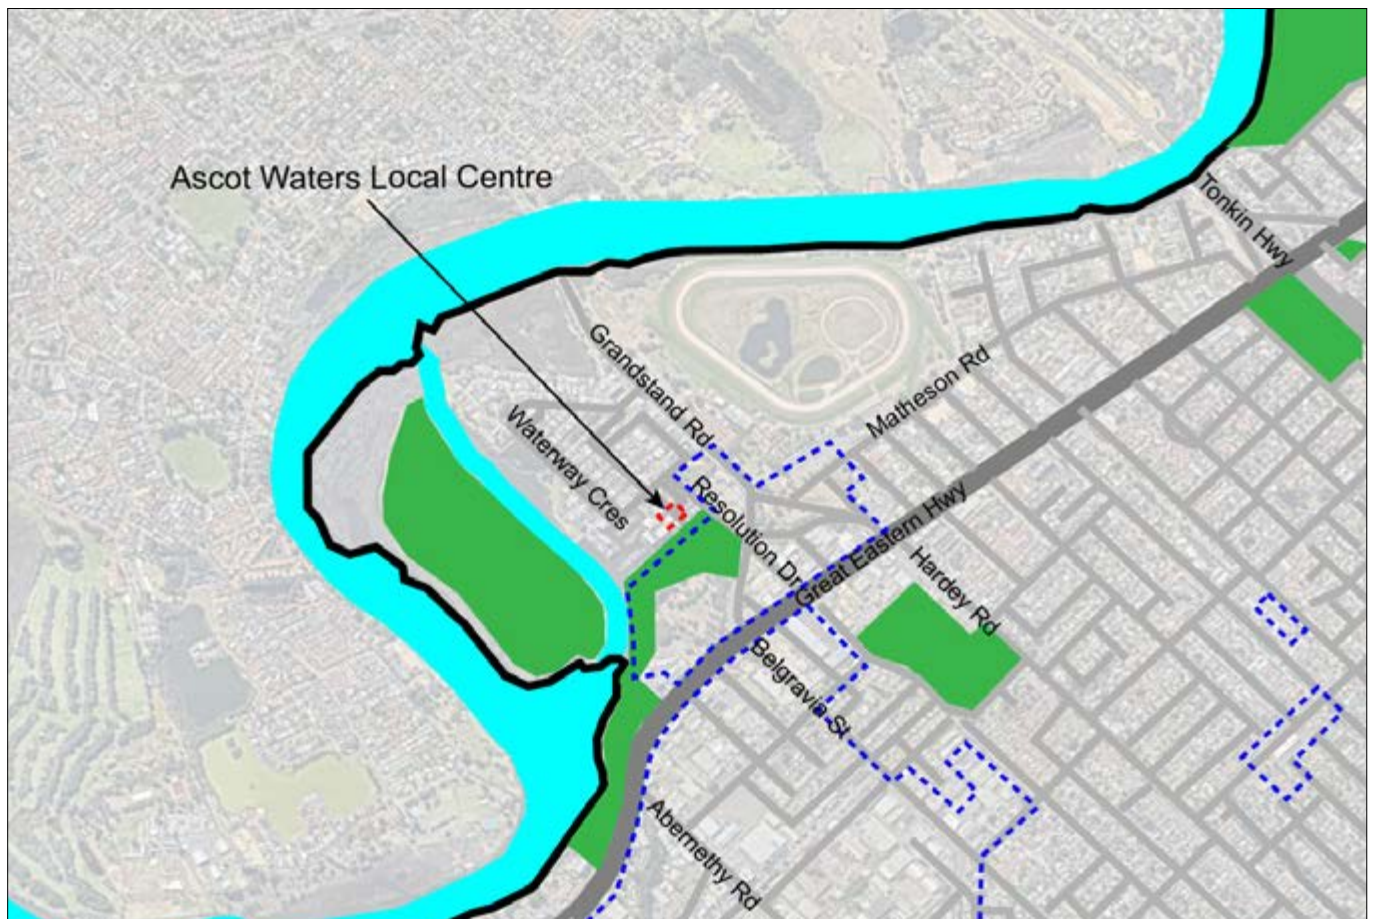 Ascot Waters Local Centre
Tonkin Hwy
Grandstand Rd
Matheson Rd
Waterway Cres
Resolution Dr
Great Eastern Hwy
Hardey Rd
Belgravia St
Abernethy Rd